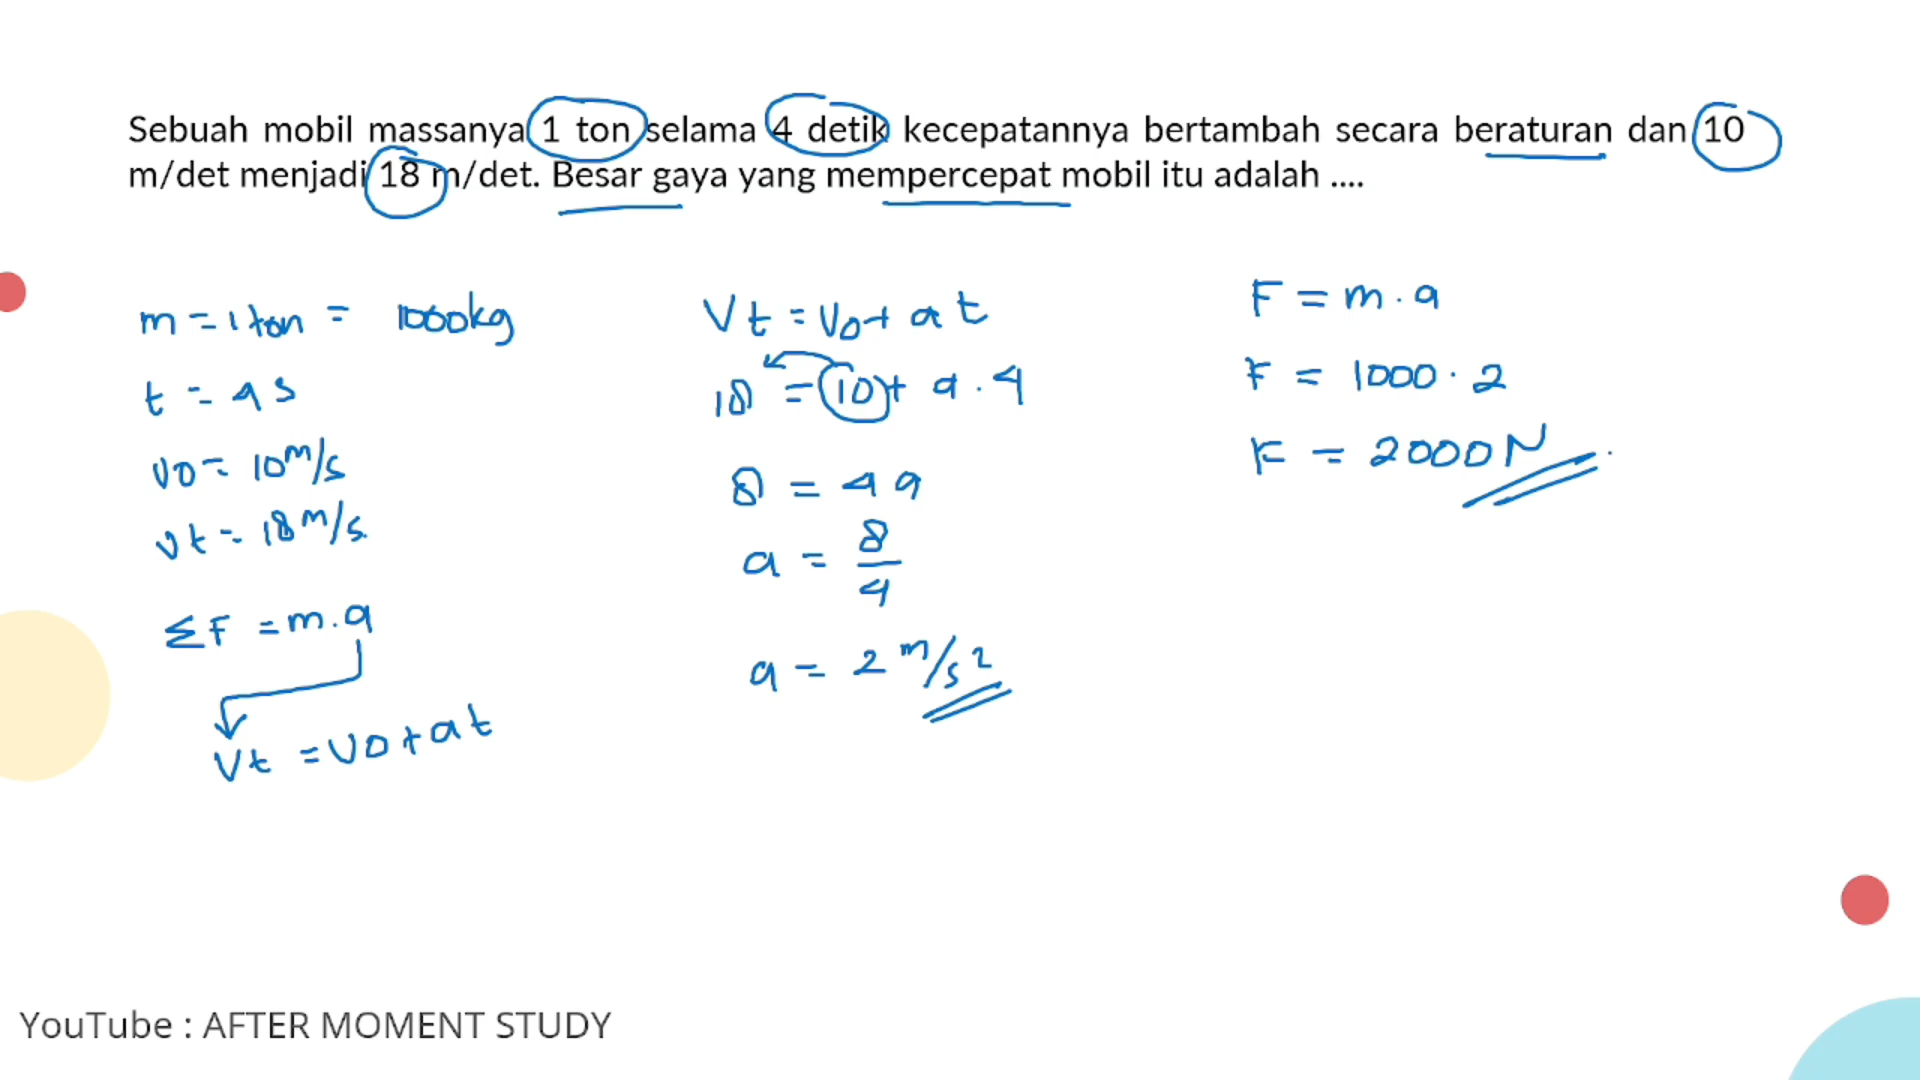 Sebuah mobil massanya 1 ton selama 4 detik kecepatannya bertambah secara beraturan dan 10
m/det menjadi 18 m/det. Besar gaya yang mempercepat mobil itu adalah ....
m = 1 ton = 1000kg
t = 4 s
v0 = 10 m/s
vt = 18 m/s
ΣF = m . a
Vt = V0 + at
Vt = V0 + at
18 = 10 + a . 4
8 = 4a
a = 8/4
a = 2 m/s²
F = m . a
F = 1000 . 2
F = 2000 N
YouTube : AFTER MOMENT STUDY